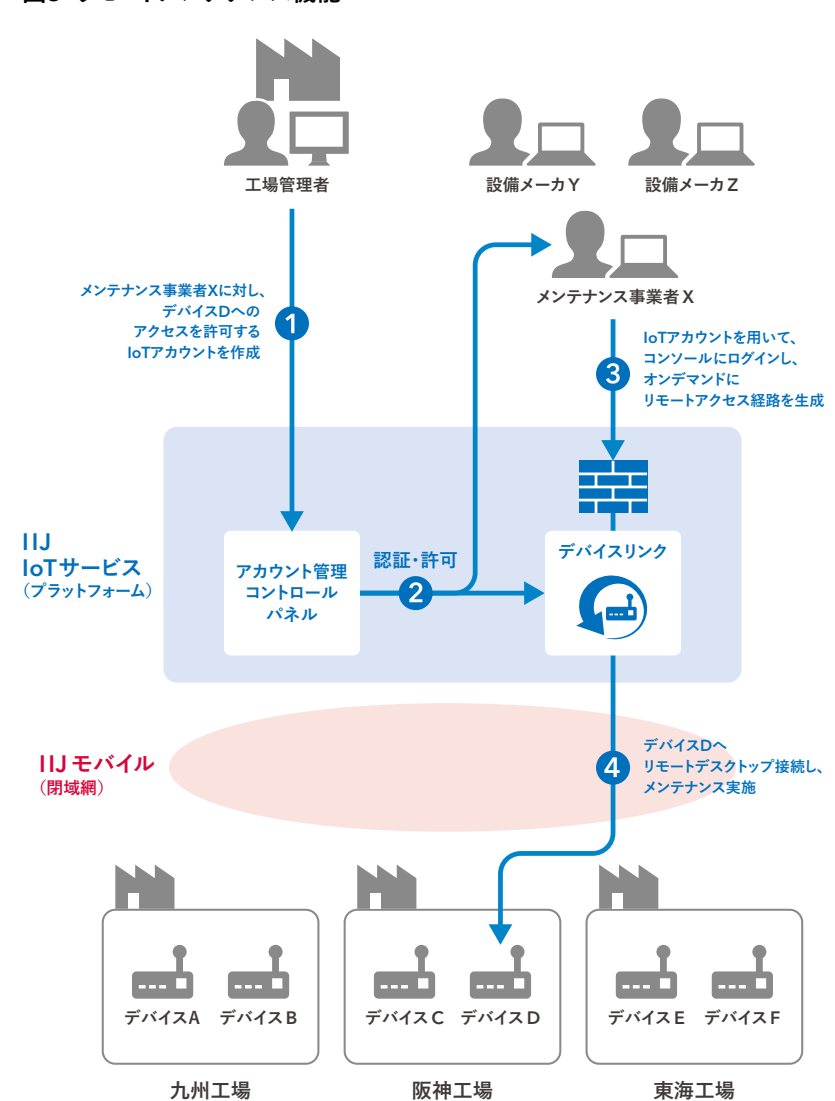 工場管理者
設備メーカY
設備メーカZ
メンテナンス事業者X
メンテナンス事業者Xに対し、
デバイスDへの
アクセスを許可する
IoTアカウントを作成
1
IoTアカウントを用いて、
コンソールにログインし、
オンデマンドに
リモートアクセス経路を生成
3
IIJ
IoTサービス
（プラットフォーム）
アカウント管理
コントロール
パネル
認証・許可
2
デバイスリンク
IIJ モバイル
（閉域網）
4
デバイスDへ
リモートデスクトップ接続し、
メンテナンス実施
デバイスA
デバイスB
デバイスC
デバイスD
デバイスE
デバイスF
九州工場
阪神工場
東海工場